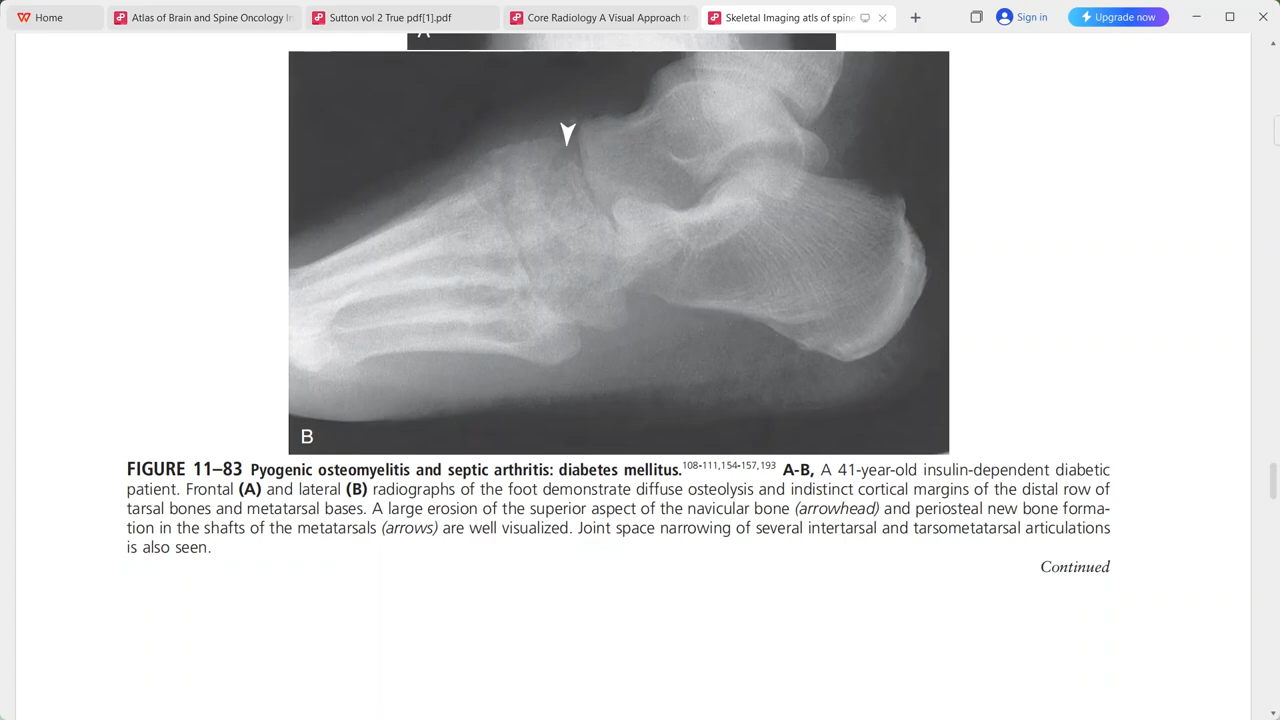 Home
Atlas of Brain and Spine Oncology I
Sutton vol 2 True pdf[1].pdf
Core Radiology A Visual Approach to
Skeletal Imaging atls of spine
Sign in
Upgrade now
A
B
FIGURE 11–83 Pyogenic osteomyelitis and septic arthritis: diabetes mellitus.108-111,154-157,193 A-B, A 41-year-old insulin-dependent diabetic
patient. Frontal (A) and lateral (B) radiographs of the foot demonstrate diffuse osteolysis and indistinct cortical margins of the distal row of
tarsal bones and metatarsal bases. A large erosion of the superior aspect of the navicular bone (arrowhead) and periosteal new bone forma-
tion in the shafts of the metatarsals (arrows) are well visualized. Joint space narrowing of several intertarsal and tarsometatarsal articulations
is also seen.
Continued